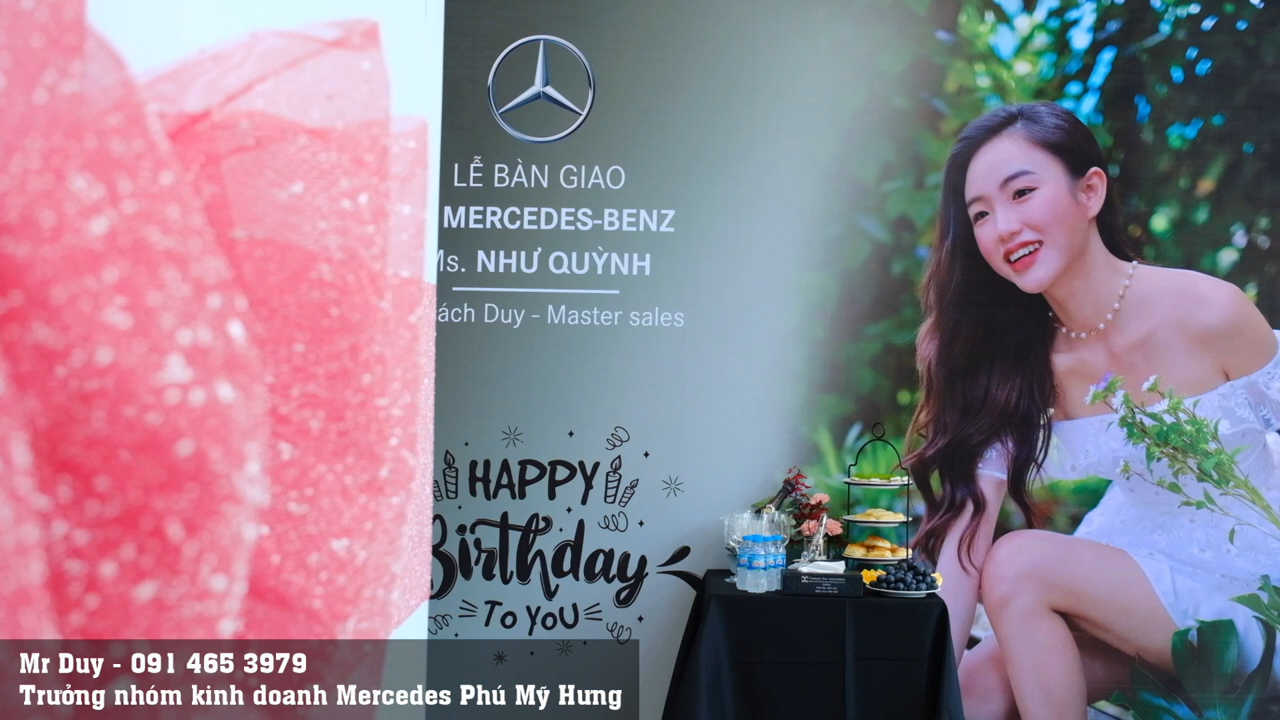 LỄ BÀN GIAO
MERCEDES-BENZ
Ms. NHƯ QUỲNH
ách Duy - Master sales
HAPPY
Birthday
To YoU
Mr Duy - 091 465 3979
Trưởng nhóm kinh doanh Mercedes Phú Mỹ Hưng